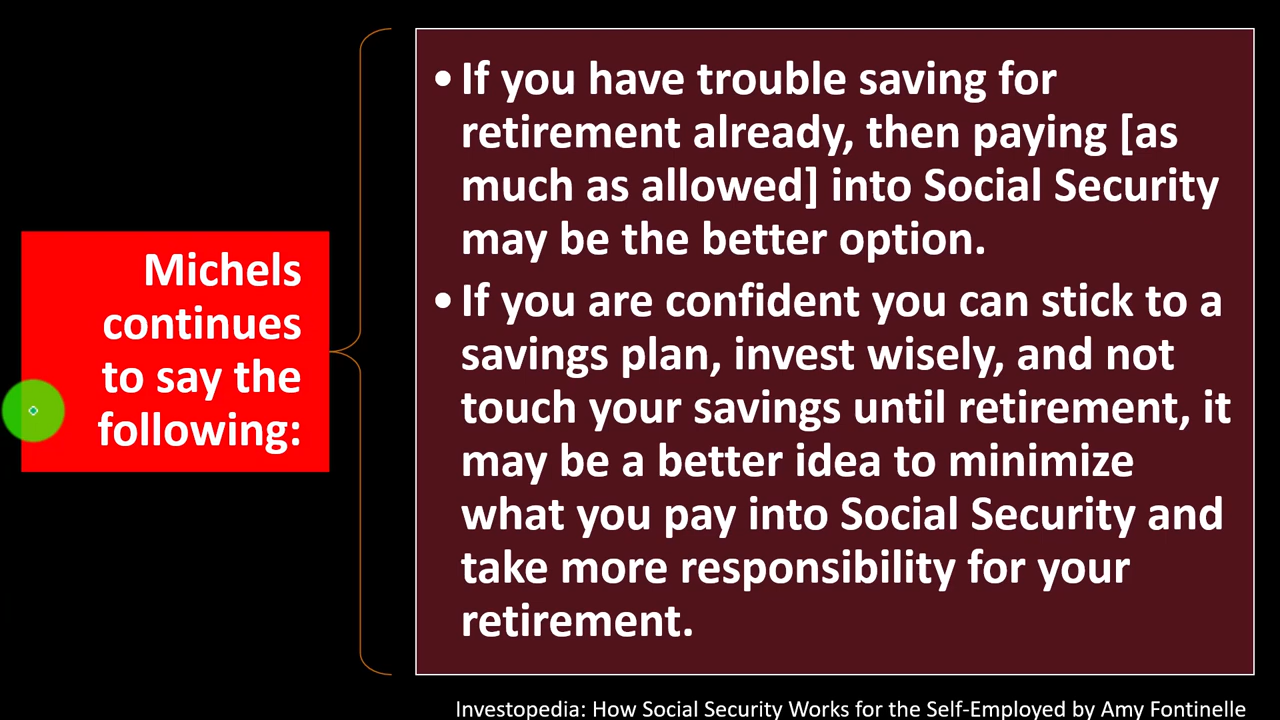 Michels
continues
to say the
following:
• If you have trouble saving for
retirement already, then paying [as
much as allowed] into Social Security
may be the better option.
• If you are confident you can stick to a
savings plan, invest wisely, and not
touch your savings until retirement, it
may be a better idea to minimize
what you pay into Social Security and
take more responsibility for your
retirement.
Investopedia: How Social Security Works for the Self-Employed by Amy Fontinelle